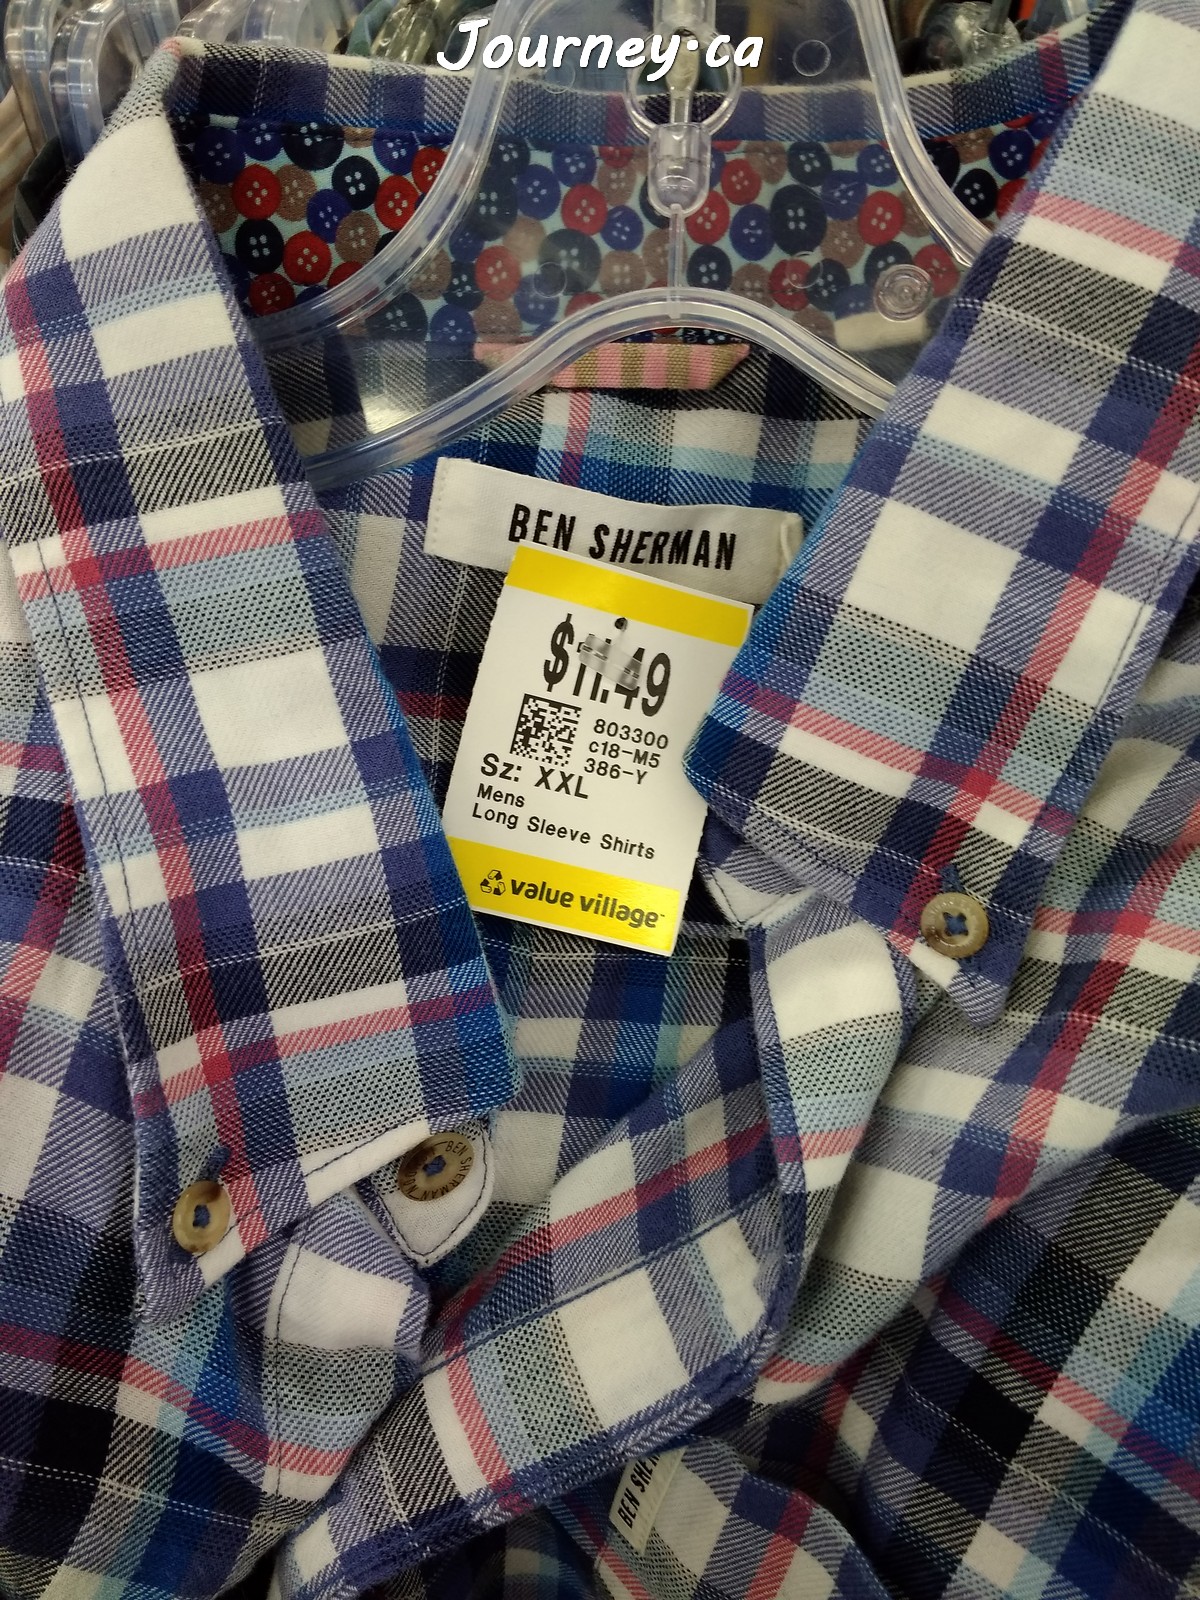 Journey.ca
BEN SHERMAN
$11.49
803300
c18-M5
386-Y
Sz: XXL
Mens
Long Sleeve Shirts
value village
BEN SHERMAN
BEN SHER